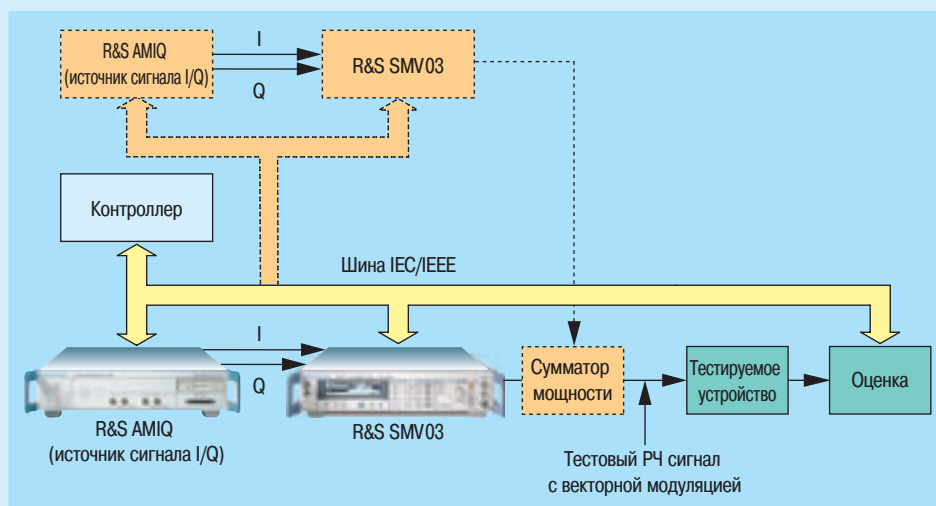 R&S AMIQ
(источник сигнала I/Q)
I
Q
R&S SMV03
Контроллер
Шина IEC/IEEE
I
Q
R&S AMIQ
(источник сигнала I/Q)
R&S SMV03
Сумматор
мощности
Тестируемое
устройство
Оценка
Тестовый РЧ сигнал
с векторной модуляцией